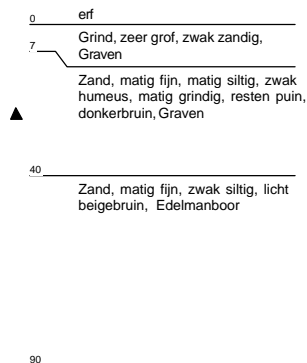 0 erf
Grind, zeer grof, zwak zandig,
7
Graven
Zand, matig fijn, matig siltig, zwak
humeus, matig grindig, resten puin,
donkerbruin, Graven
40
Zand, matig fijn, zwak siltig, licht
beigebruin, Edelmanboor
90